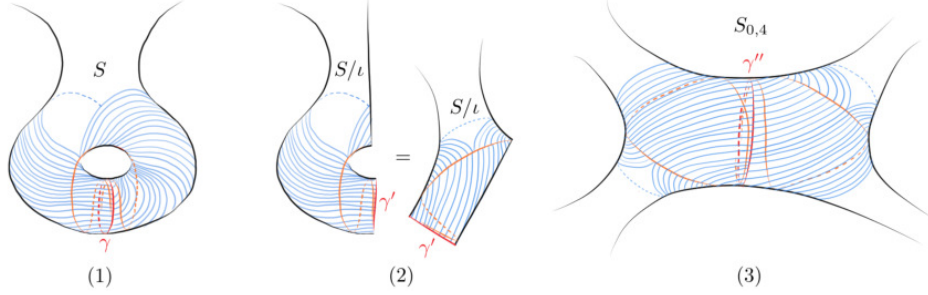 S
γ
(1)
S/ι
γ'
=
S/ι
γ'
(2)
S₀,₄
γ''
(3)